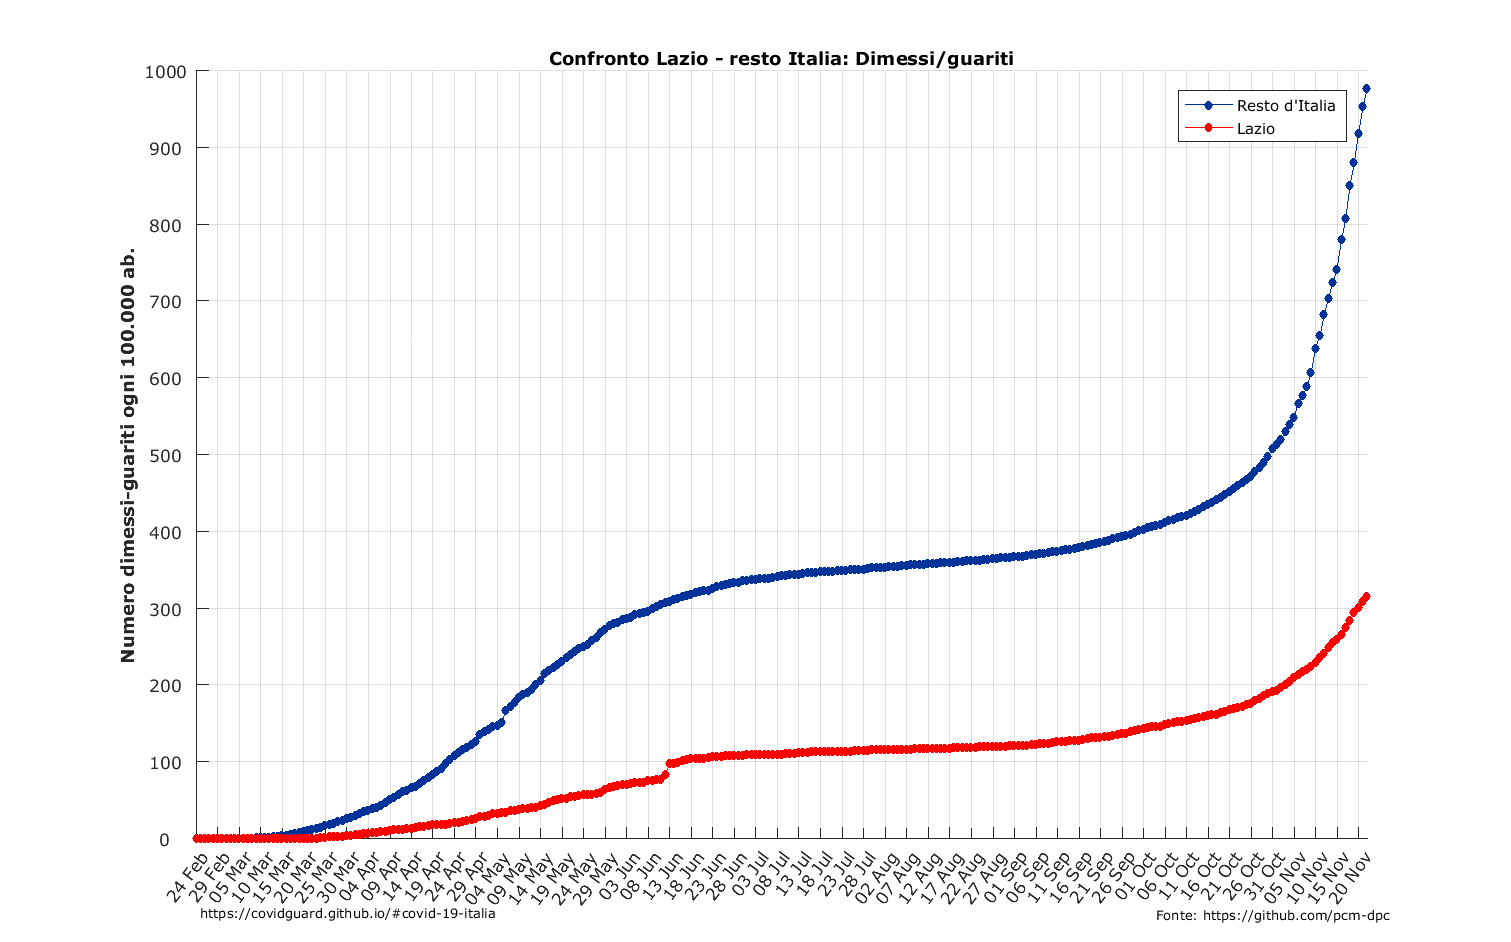 Confronto Lazio - resto Italia: Dimessi/guariti
Numero dimessi-guariti ogni 100.000 ab.
1000
900
800
700
600
500
400
300
200
100
0
Resto d'Italia
Lazio
24 Feb
29 Feb
05 Mar
10 Mar
15 Mar
20 Mar
25 Mar
30 Mar
04 Apr
09 Apr
14 Apr
19 Apr
24 Apr
29 Apr
04 May
09 May
14 May
19 May
24 May
29 May
03 Jun
08 Jun
13 Jun
18 Jun
23 Jun
28 Jun
03 Jul
08 Jul
13 Jul
18 Jul
23 Jul
28 Jul
02 Aug
07 Aug
12 Aug
17 Aug
22 Aug
27 Aug
01 Sep
06 Sep
11 Sep
16 Sep
21 Sep
26 Sep
01 Oct
06 Oct
11 Oct
16 Oct
21 Oct
26 Oct
31 Oct
05 Nov
10 Nov
15 Nov
20 Nov
https://covidguard.github.io/#covid-19-italia
Fonte: https://github.com/pcm-dpc